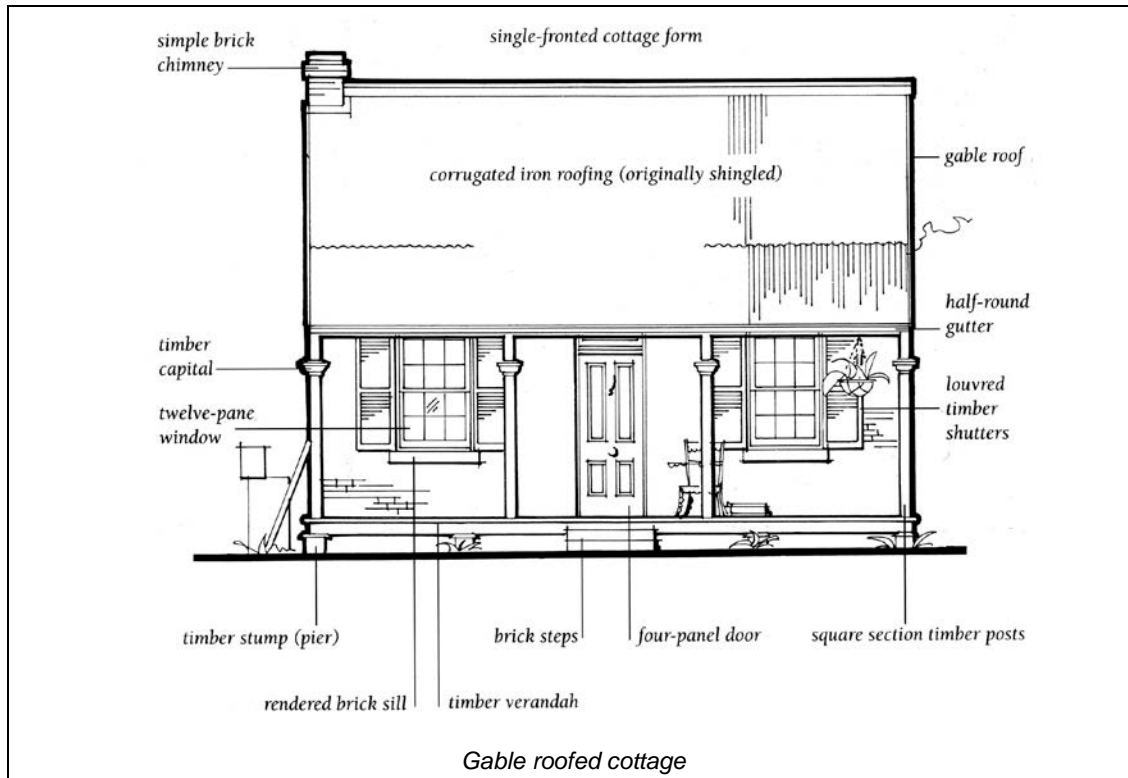 simple brick
chimney
single-fronted cottage form
corrugated iron roofing (originally shingled)
gable roof
half-round
gutter
timber
capital
louvred
timber
shutters
twelve-pane
window
timber stump (pier)
brick steps
four-panel door
square section timber posts
rendered brick sill
timber verandah
Gable roofed cottage